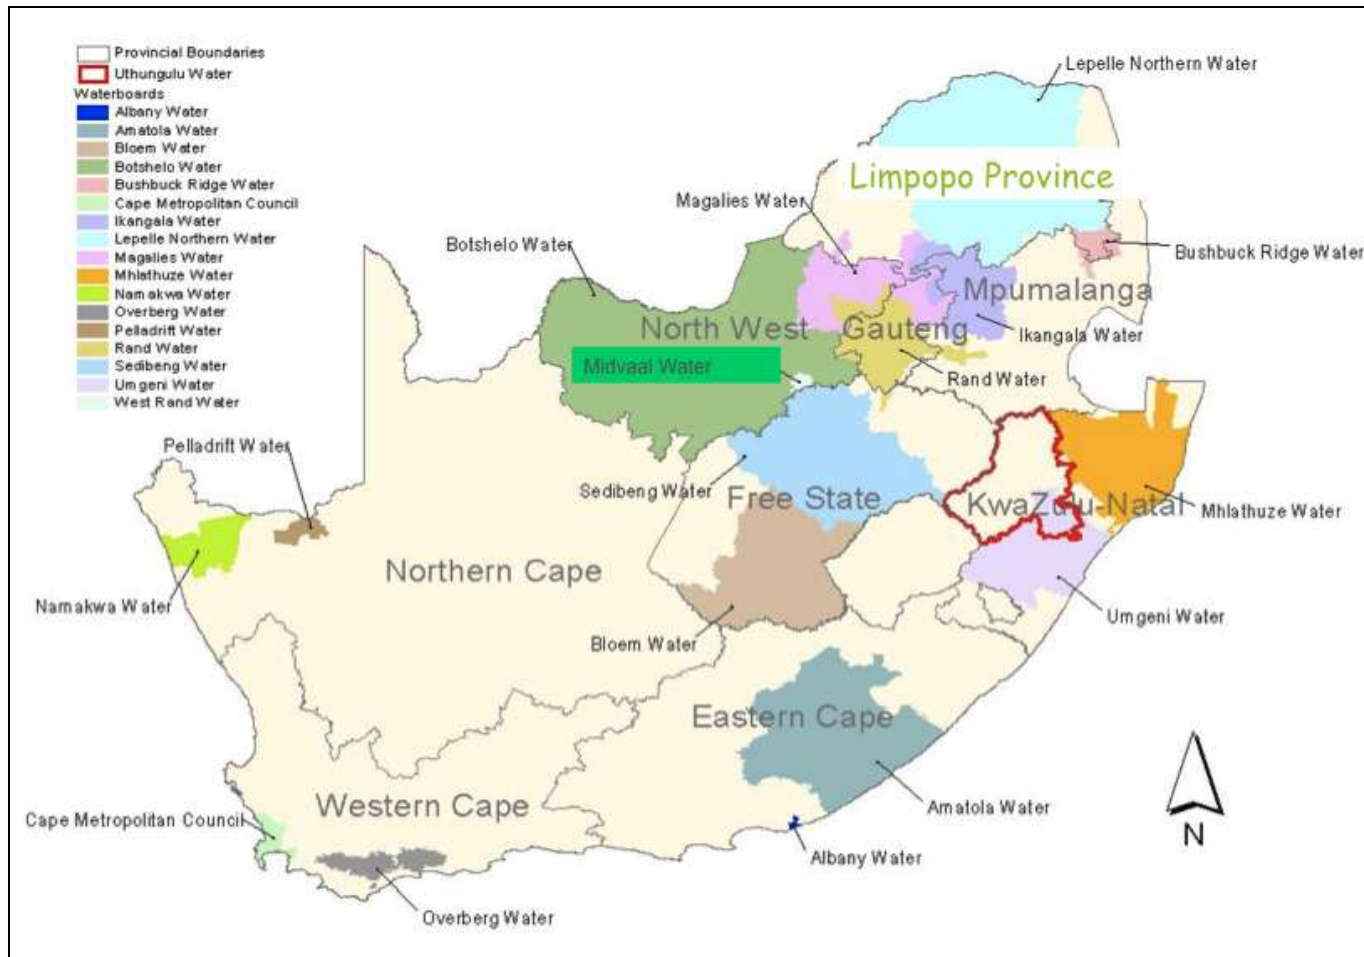 Provincial Boundaries
Uthungulu Water
Waterboards
Albany Water
Amatola Water
Bloem Water
Botshelo Water
Bushbuck Ridge Water
Cape Metropolitan Council
Ikangala Water
Lepelle Northern Water
Magalies Water
Mhlathuze Water
Namakwa Water
Overberg Water
Pelladrift Water
Rand Water
Sedibeng Water
Umgeni Water
West Rand Water
Lepelle Northern Water
Limpopo Province
Magalies Water
Botshelo Water
Bushbuck Ridge Water
Mpumalanga
North West
Gauteng
Ikangala Water
Midvaal Water
Rand Water
Pelladrift Water
Sedibeng Water
Free State
KwaZulu-Natal
Mhlathuze Water
Northern Cape
Namakwa Water
Umgeni Water
Bloem Water
Eastern Cape
Western Cape
Amatola Water
Cape Metropolitan Council
N
Albany Water
Overberg Water